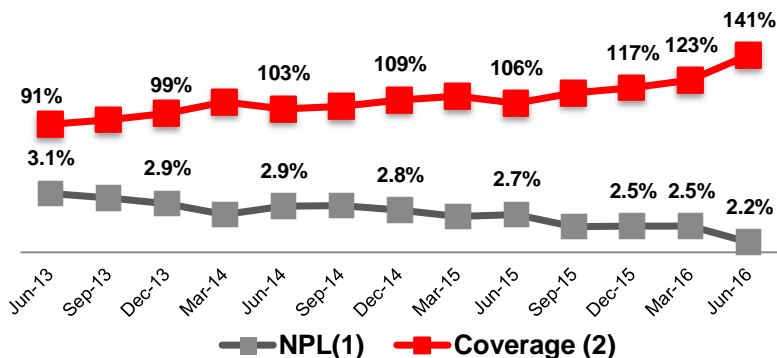 141%
123%
117%
109%
106%
103%
99%
91%
3.1%
2.9%
2.9%
2.8%
2.7%
2.5%
2.5%
2.2%
Jun-13
Sep-13
Dec-13
Mar-14
Jun-14
Sep-14
Dec-14
Mar-15
Jun-15
Sep-15
Dec-15
Mar-16
Jun-16
NPL(1)
Coverage (2)